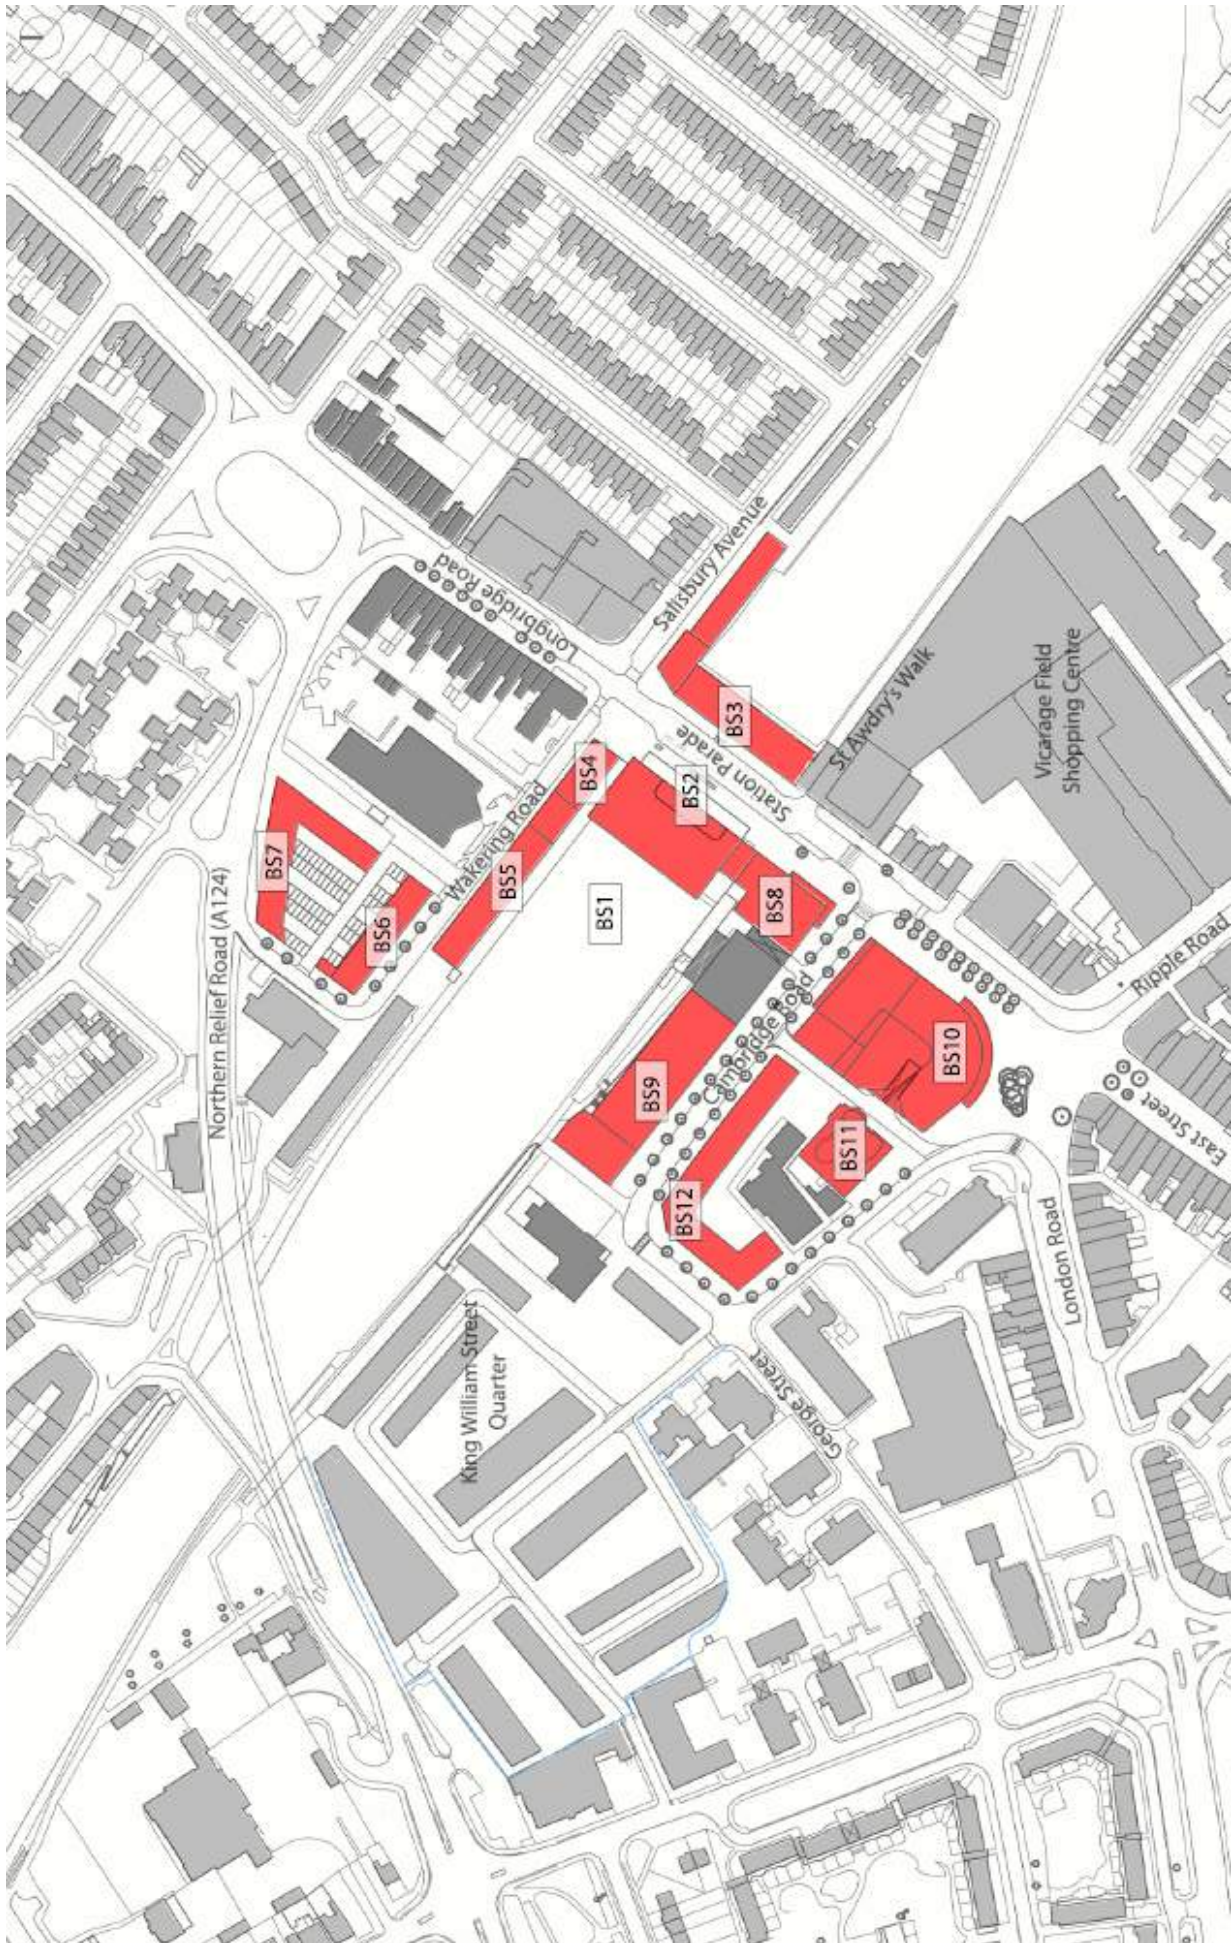 Northern Relief Road (A124)
King William Street
Quarter
George Street
London Road
East Street
Ripple Road
Cambridge Road
Wakering Road
Longbridge Road
Station Parade
Salisbury Avenue
St Awdry's Walk
Vicarage Field
Shopping Centre
BS1
BS2
BS3
BS4
BS5
BS6
BS7
BS8
BS9
BS10
BS11
BS12